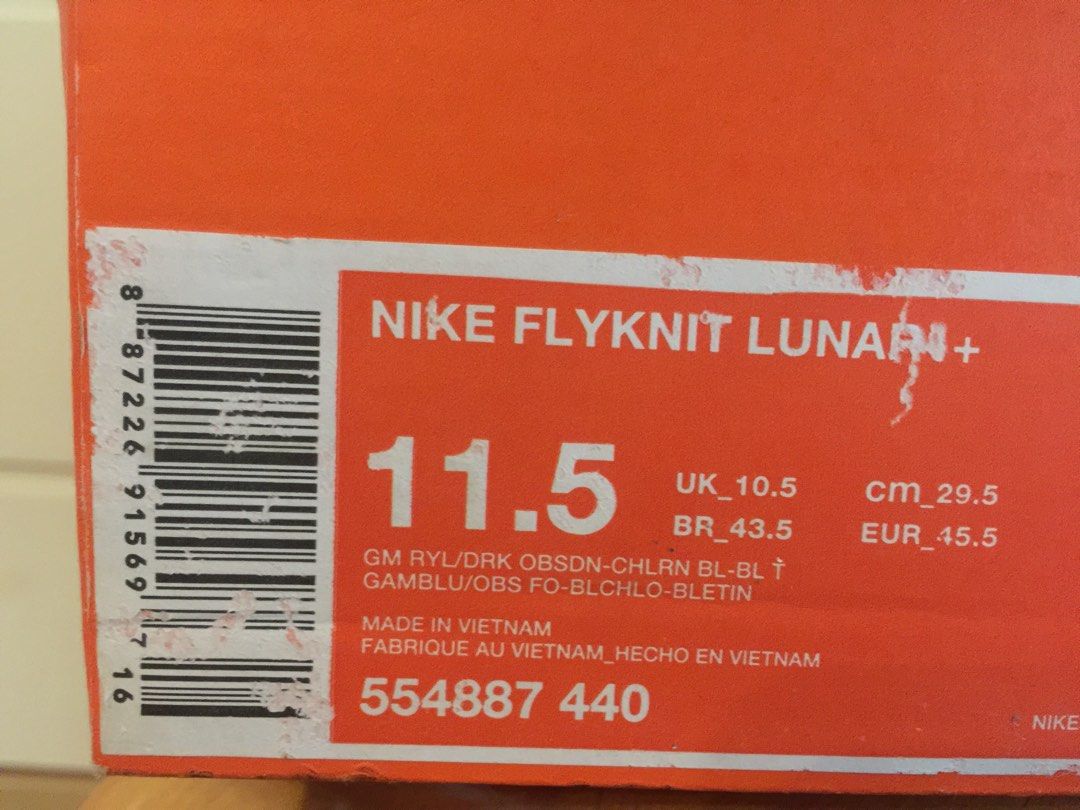 8 87226 91569 7 16
NIKE FLYKNIT LUNAR1+
11.5
UK_10.5 cm_29.5
BR_43.5 EUR_45.5
GM RYL/DRK OBSDN-CHLRN BL-BL †
GAMBLU/OBS FO-BLCHLO-BLETIN
MADE IN VIETNAM
FABRIQUE AU VIETNAM_HECHO EN VIETNAM
554887 440
NIKE